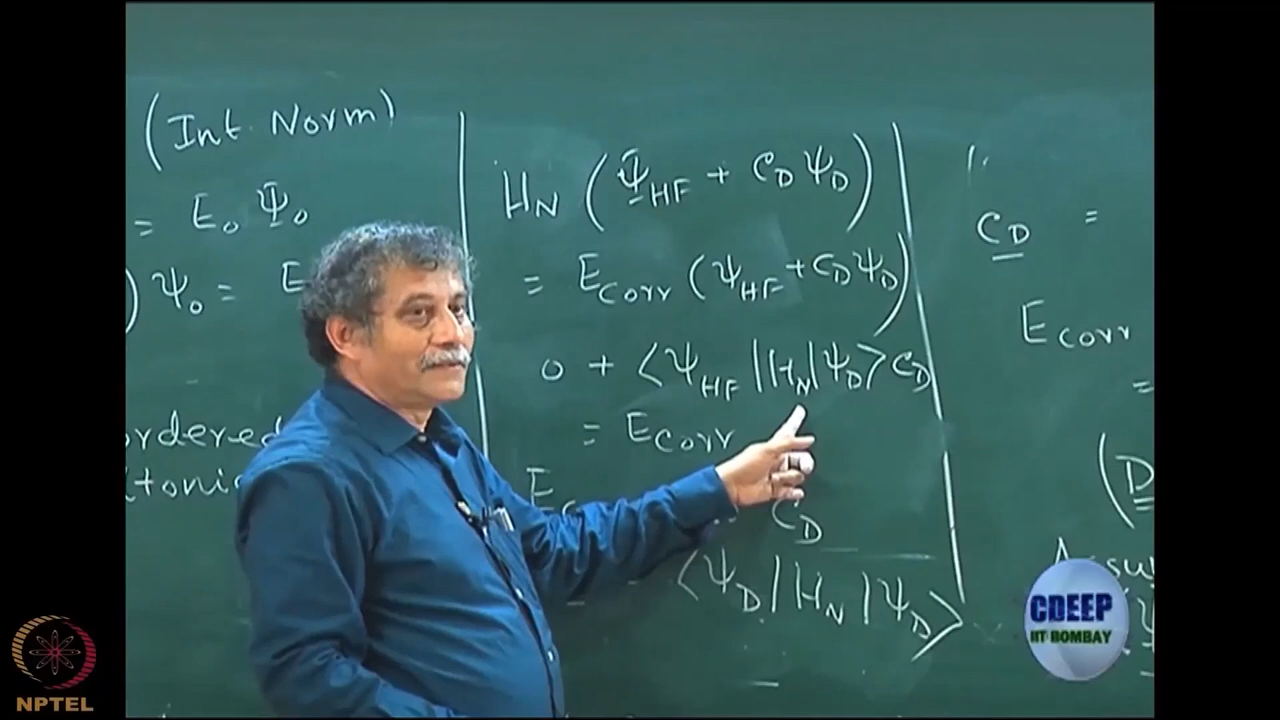 (Int. Norm)
= E₀ Ψ₀
) Ψ₀ = E
ordered
H_N (Ψ_HF + C_D Ψ_D)
= E_corr (Ψ_HF + C_D Ψ_D)
0 + <Ψ_HF |H_N| Ψ_D> C_D
= E_corr
C_D
<Ψ_D | H_N | Ψ_D>
C_D =
E_corr
=
(D
Assu
CDEEP
IIT BOMBAY
NPTEL